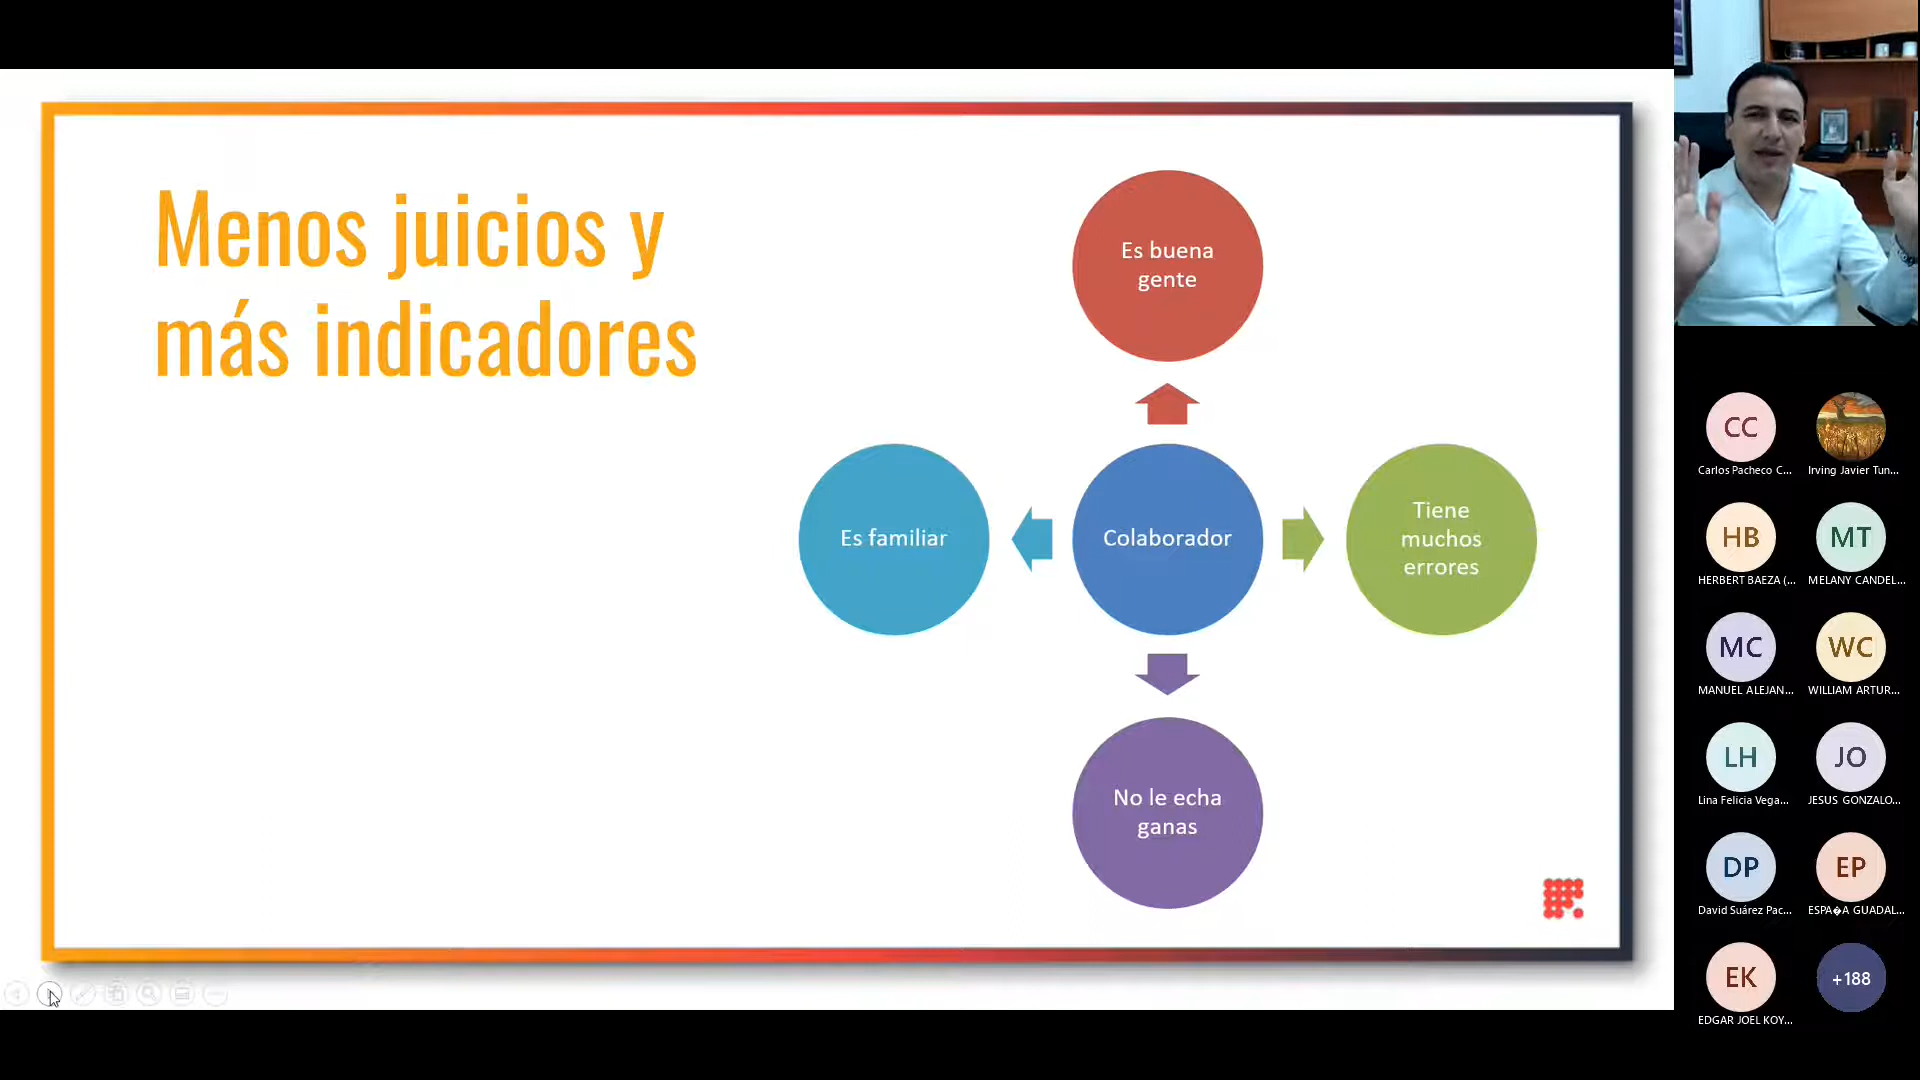 Menos juicios y
más indicadores
Es buena
gente
Es familiar
Colaborador
Tiene
muchos
errores
No le echa
ganas
CC
Carlos Pacheco C...
Irving Javier Tun...
HB
HERBERT BAEZA (...
MT
MELANY CANDEL...
MC
MANUEL ALEJAN...
WC
WILLIAM ARTUR...
LH
Lina Felicia Vega...
JO
JESUS GONZALO...
DP
David Suárez Pac...
EP
ESPA�A GUADAL...
EK
EDGAR JOEL KOY...
+188